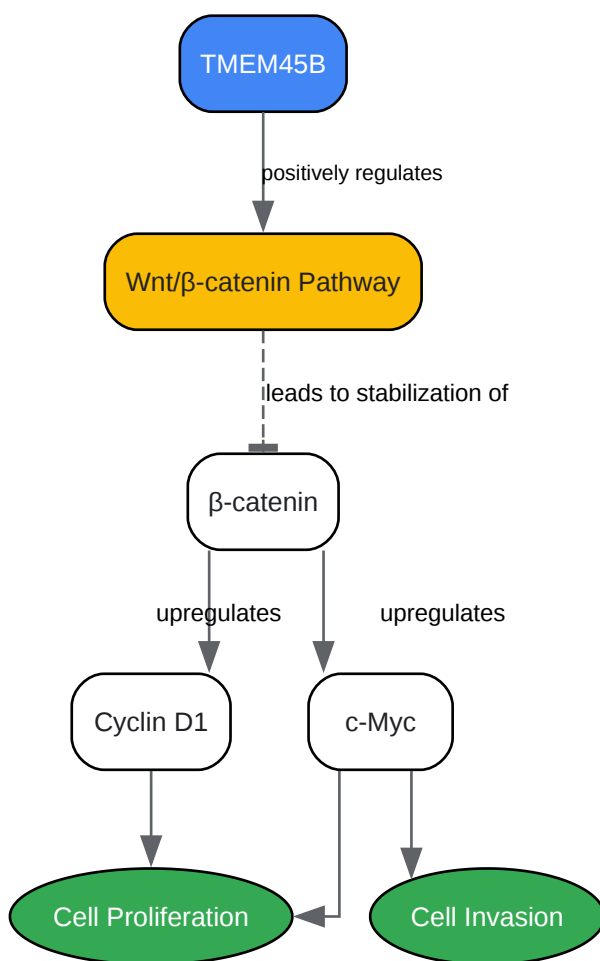 TMEM45B
positively regulates
Wnt/β-catenin Pathway
leads to stabilization of
β-catenin
upregulates
upregulates
Cyclin D1
c-Myc
Cell Proliferation
Cell Invasion